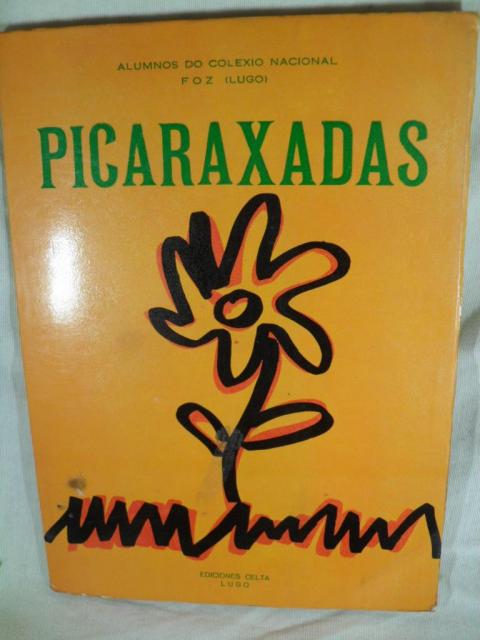 ALUMNOS DO COLEXIO NACIONAL
FOZ (LUGO)
PICARAXADAS
EDICIONES CELTA
LUGO